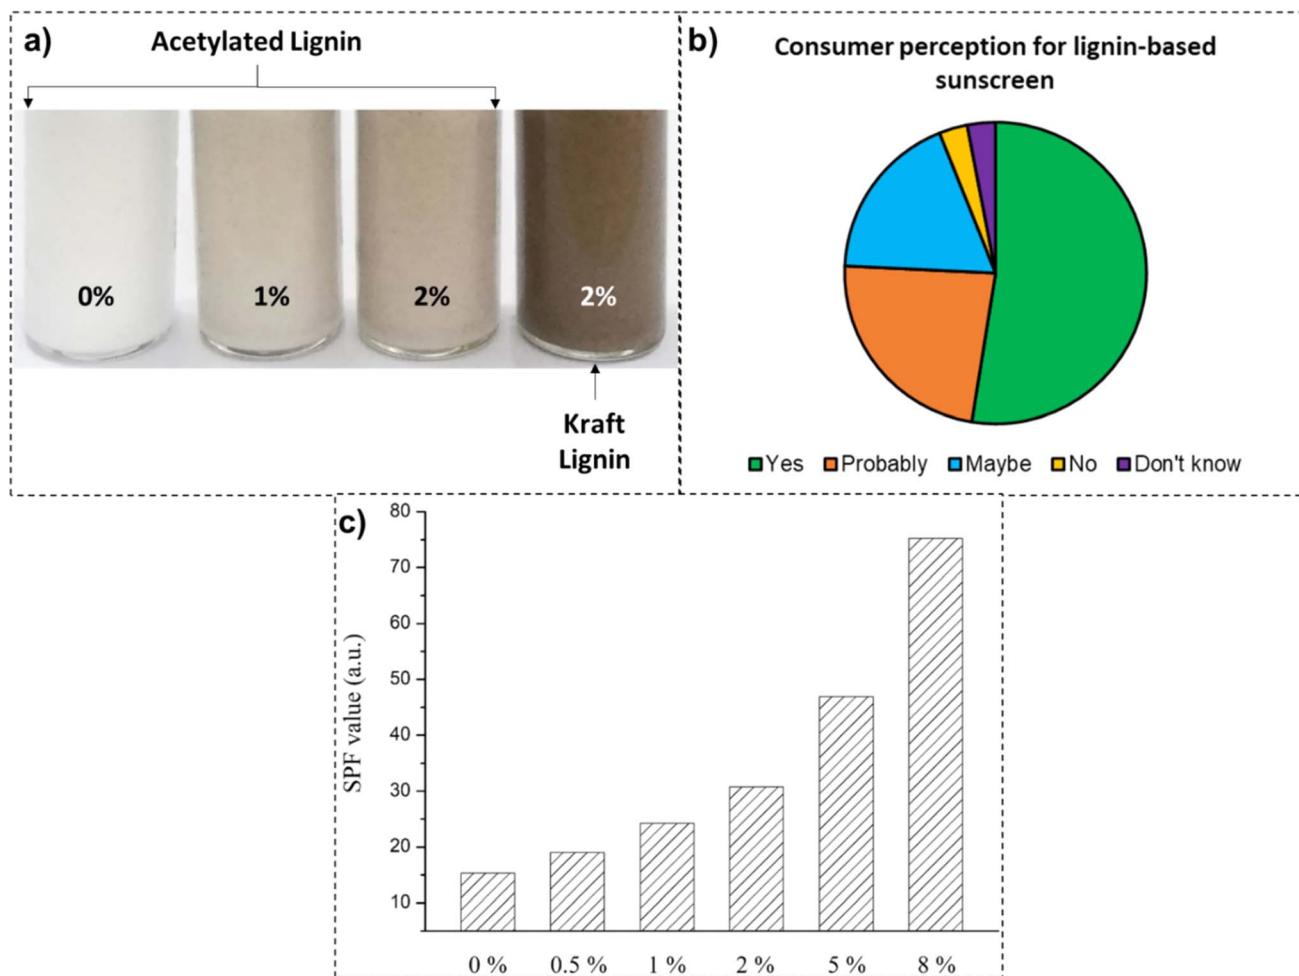 a)
Acetylated Lignin
0%
1%
2%
2%
Kraft
Lignin
b)
Consumer perception for lignin-based
sunscreen
Yes Probably Maybe No Don't know
c)
SPF value (a.u.)
80
70
60
50
40
30
20
10
0 % 0.5 % 1 % 2 % 5 % 8 %